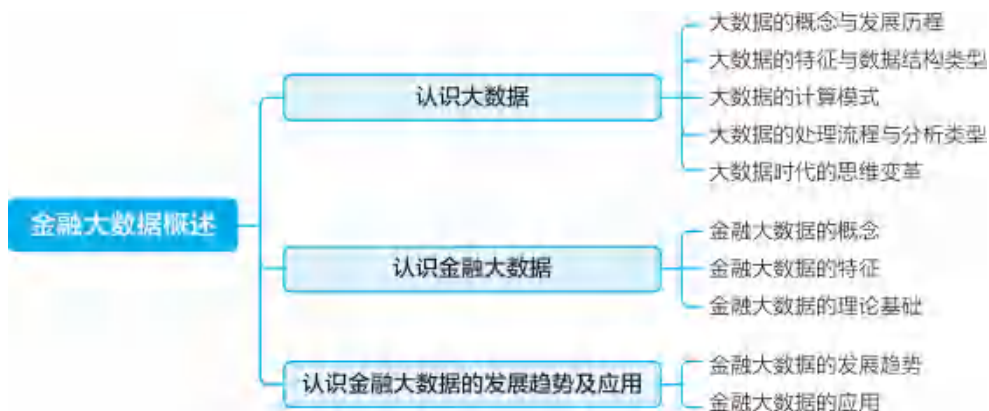 金融大数据概述
认识大数据
大数据的概念与发展历程
大数据的特征与数据结构类型
大数据的计算模式
大数据的处理流程与分析类型
大数据时代的思维变革
认识金融大数据
金融大数据的概念
金融大数据的特征
金融大数据的理论基础
认识金融大数据的发展趋势及应用
金融大数据的发展趋势
金融大数据的应用